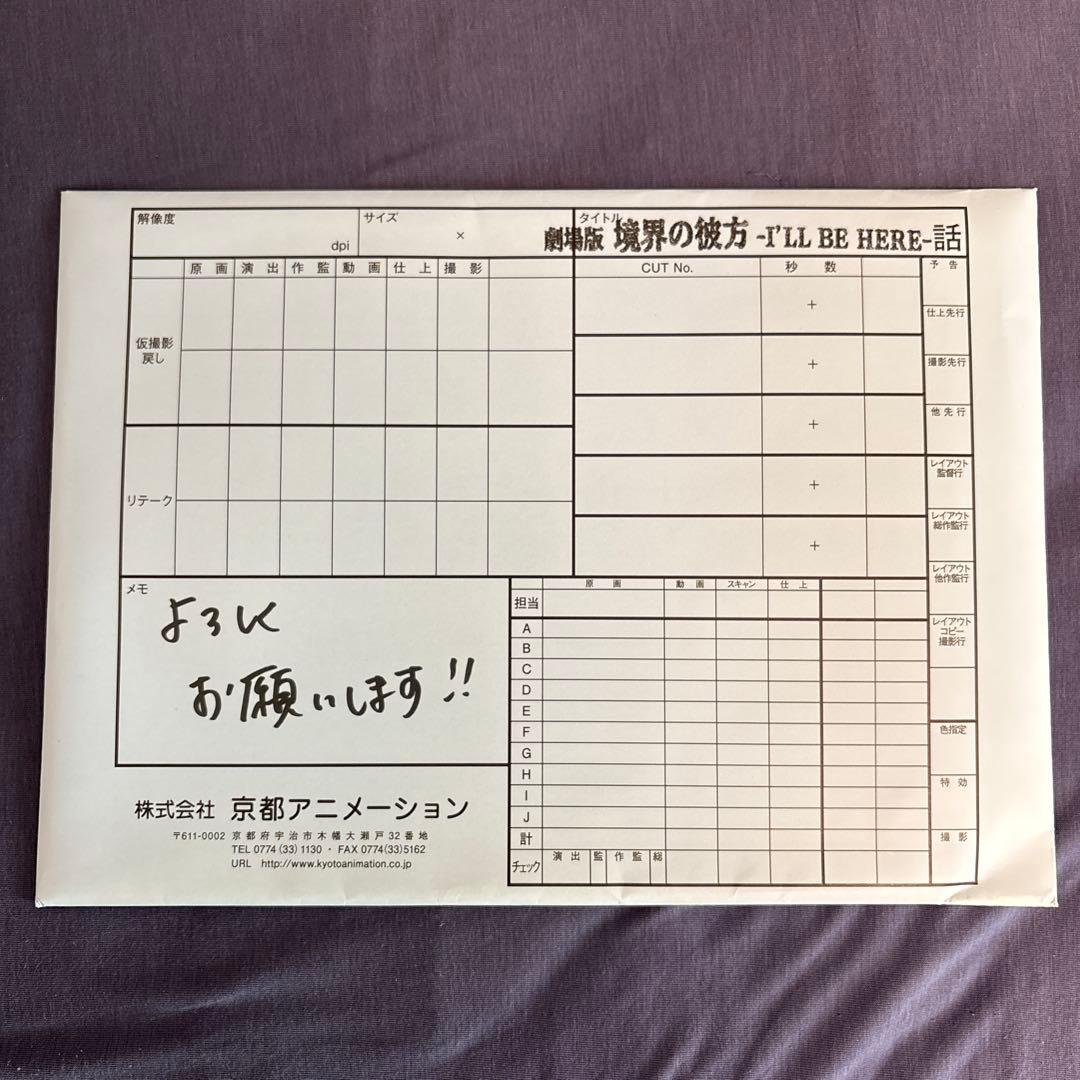 解像度
dpi
サイズ
×
タイトル
劇場版 境界の彼方 -I'LL BE HERE- 話
原画 演出 作監 動画 仕上 撮影
CUT No. 秒数
予告
仮撮影
戻し
+
仕上先行
+
撮影先行
+
他先行
リテーク
+
レイアウト
監督行
+
レイアウト
総作監行
レイアウト
他作監行
レイアウト
コピー
撮影行
色指定
特効
撮影
メモ
よろしく
お願いします!!
原画 動画 スキャン 仕上
担当
A
B
C
D
E
F
G
H
I
J
計
チェック 演出 監 作監 総
株式会社 京都アニメーション
〒611-0002 京都府宇治市木幡大瀬戸32番地
TEL 0774(33)1130・FAX 0774(33)5162
URL http://www.kyotoanimation.co.jp